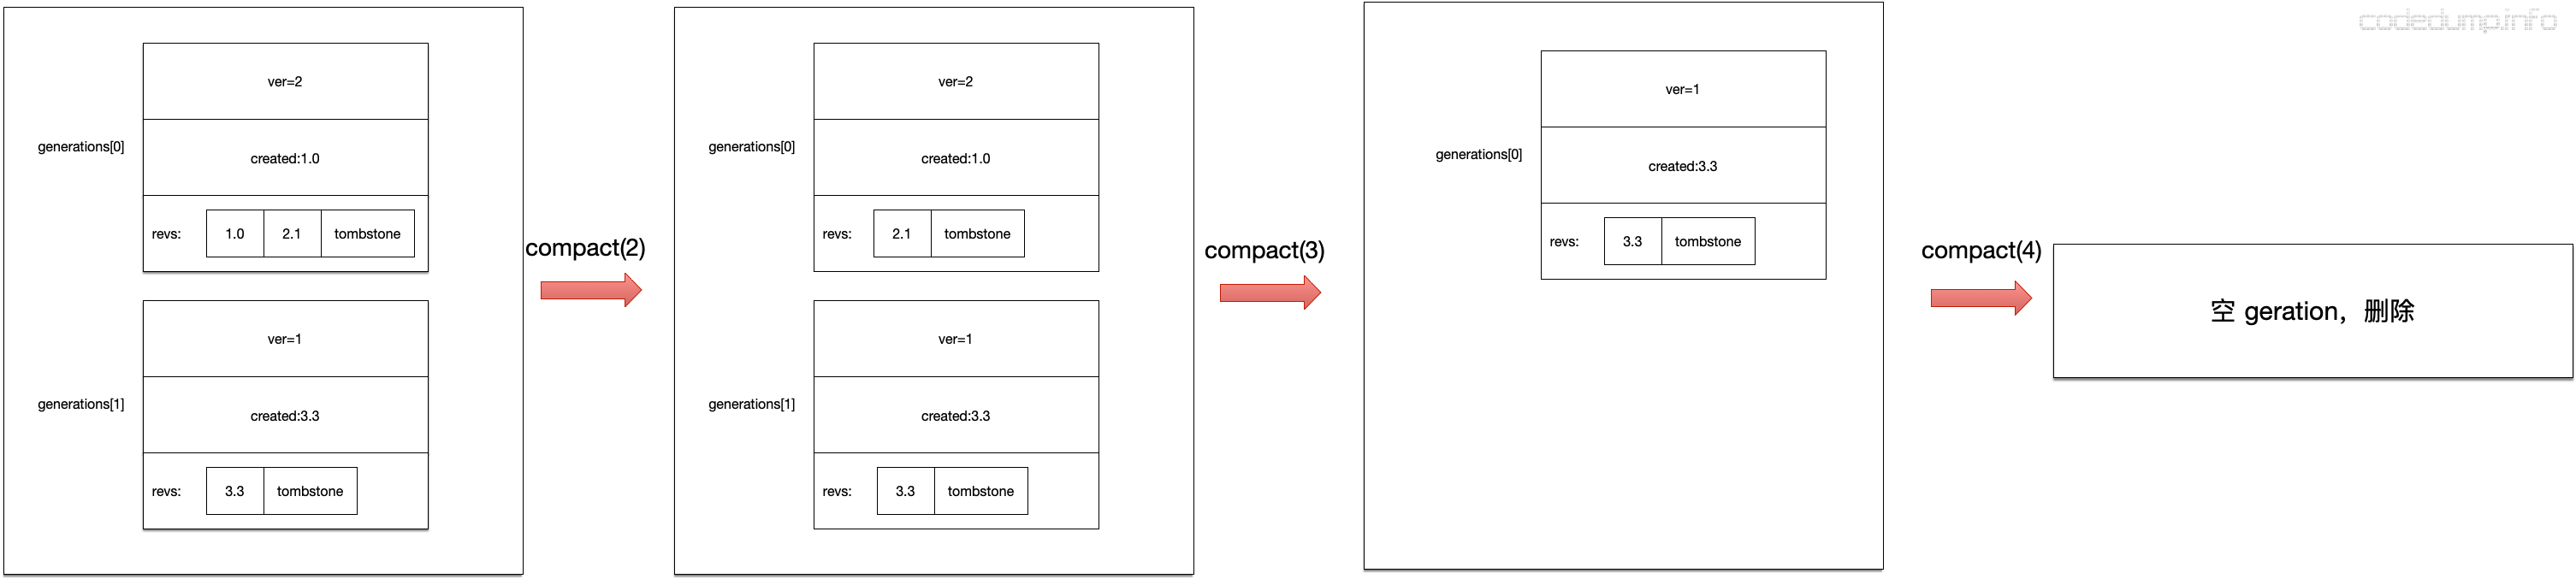 codedump.info
ver=2
generations[0]
created:1.0
revs:
1.0
2.1
tombstone
ver=1
generations[1]
created:3.3
revs:
3.3
tombstone
compact(2)
ver=2
generations[0]
created:1.0
revs:
2.1
tombstone
ver=1
generations[1]
created:3.3
revs:
3.3
tombstone
compact(3)
ver=1
generations[0]
created:3.3
revs:
3.3
tombstone
compact(4)
空 geration，删除